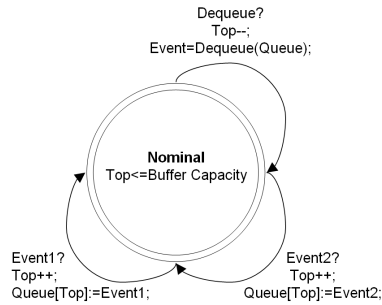 Dequeue?
Top--;
Event=Dequeue(Queue);
Nominal
Top<=Buffer Capacity
Event1?
Top++;
Queue[Top]:=Event1;
Event2?
Top++;
Queue[Top]:=Event2;